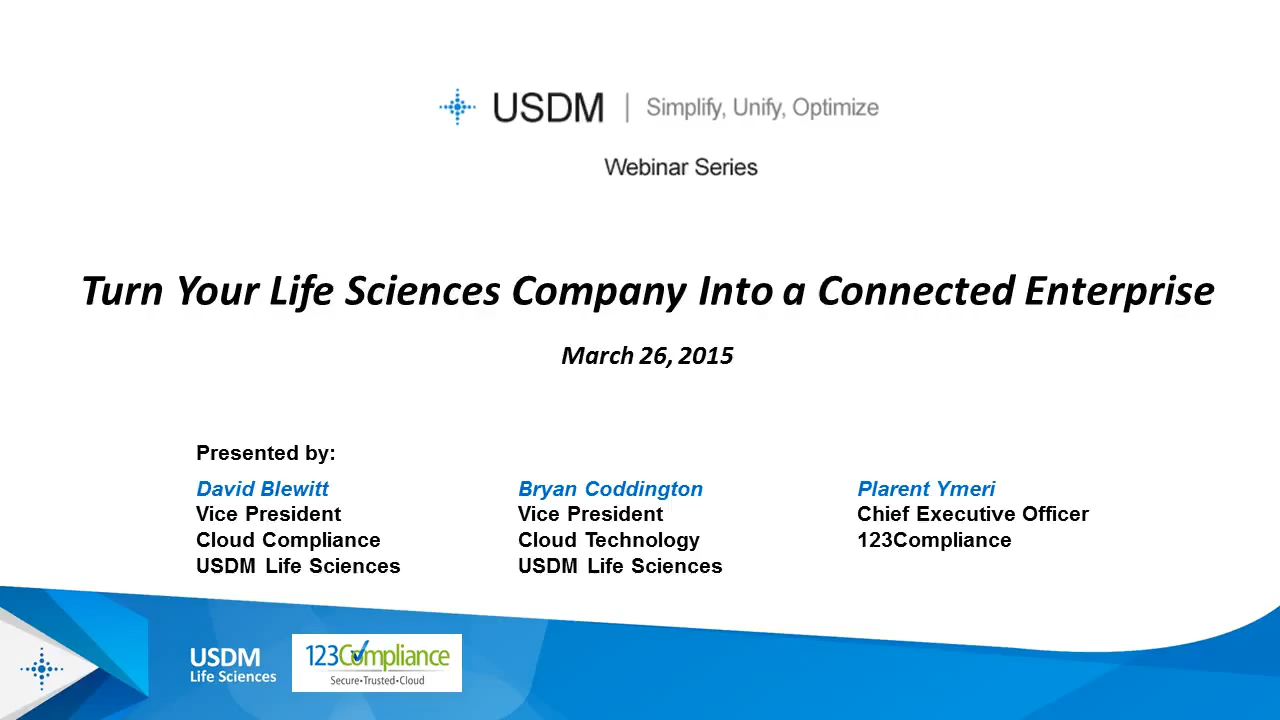 USDM | Simplify, Unify, Optimize
Webinar Series
Turn Your Life Sciences Company Into a Connected Enterprise
March 26, 2015
Presented by:
David Blewitt
Vice President
Cloud Compliance
USDM Life Sciences
Bryan Coddington
Vice President
Cloud Technology
USDM Life Sciences
Plarent Ymeri
Chief Executive Officer
123Compliance
USDM
Life Sciences
123Compliance
Secure•Trusted•Cloud